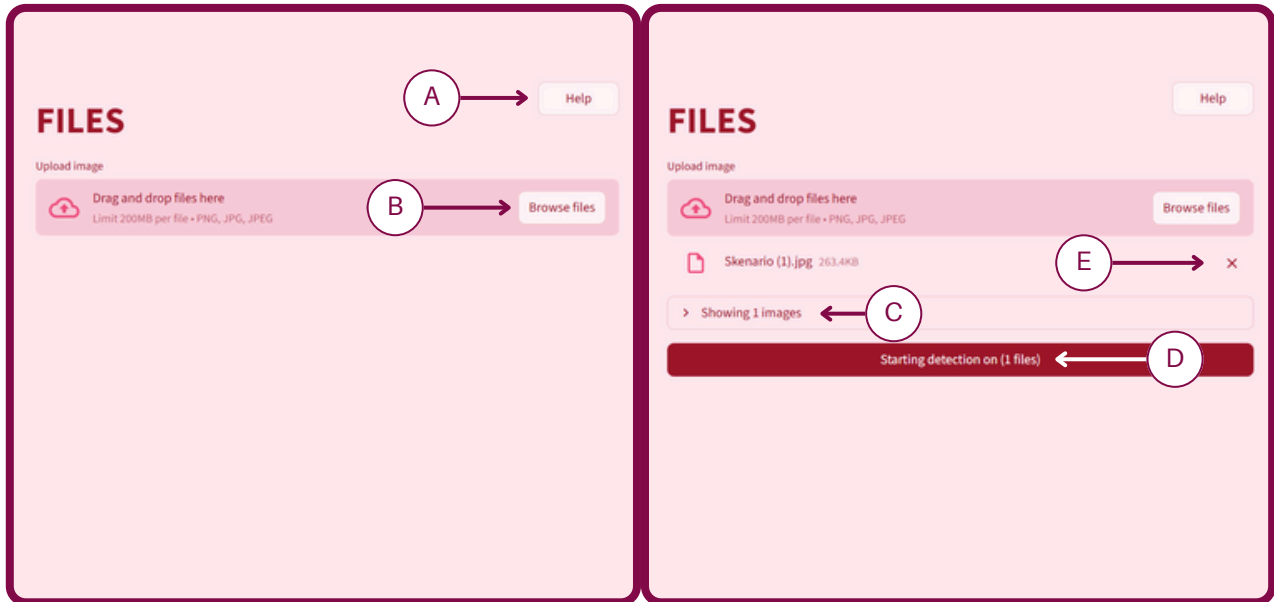 A
Help
FILES
Upload image
Drag and drop files here
Limit 200MB per file • PNG, JPG, JPEG
B
Browse files
Help
FILES
Upload image
Drag and drop files here
Limit 200MB per file • PNG, JPG, JPEG
Browse files
Skenario (1).jpg 263.4KB
E
×
> Showing 1 images
C
Starting detection on (1 files)
D